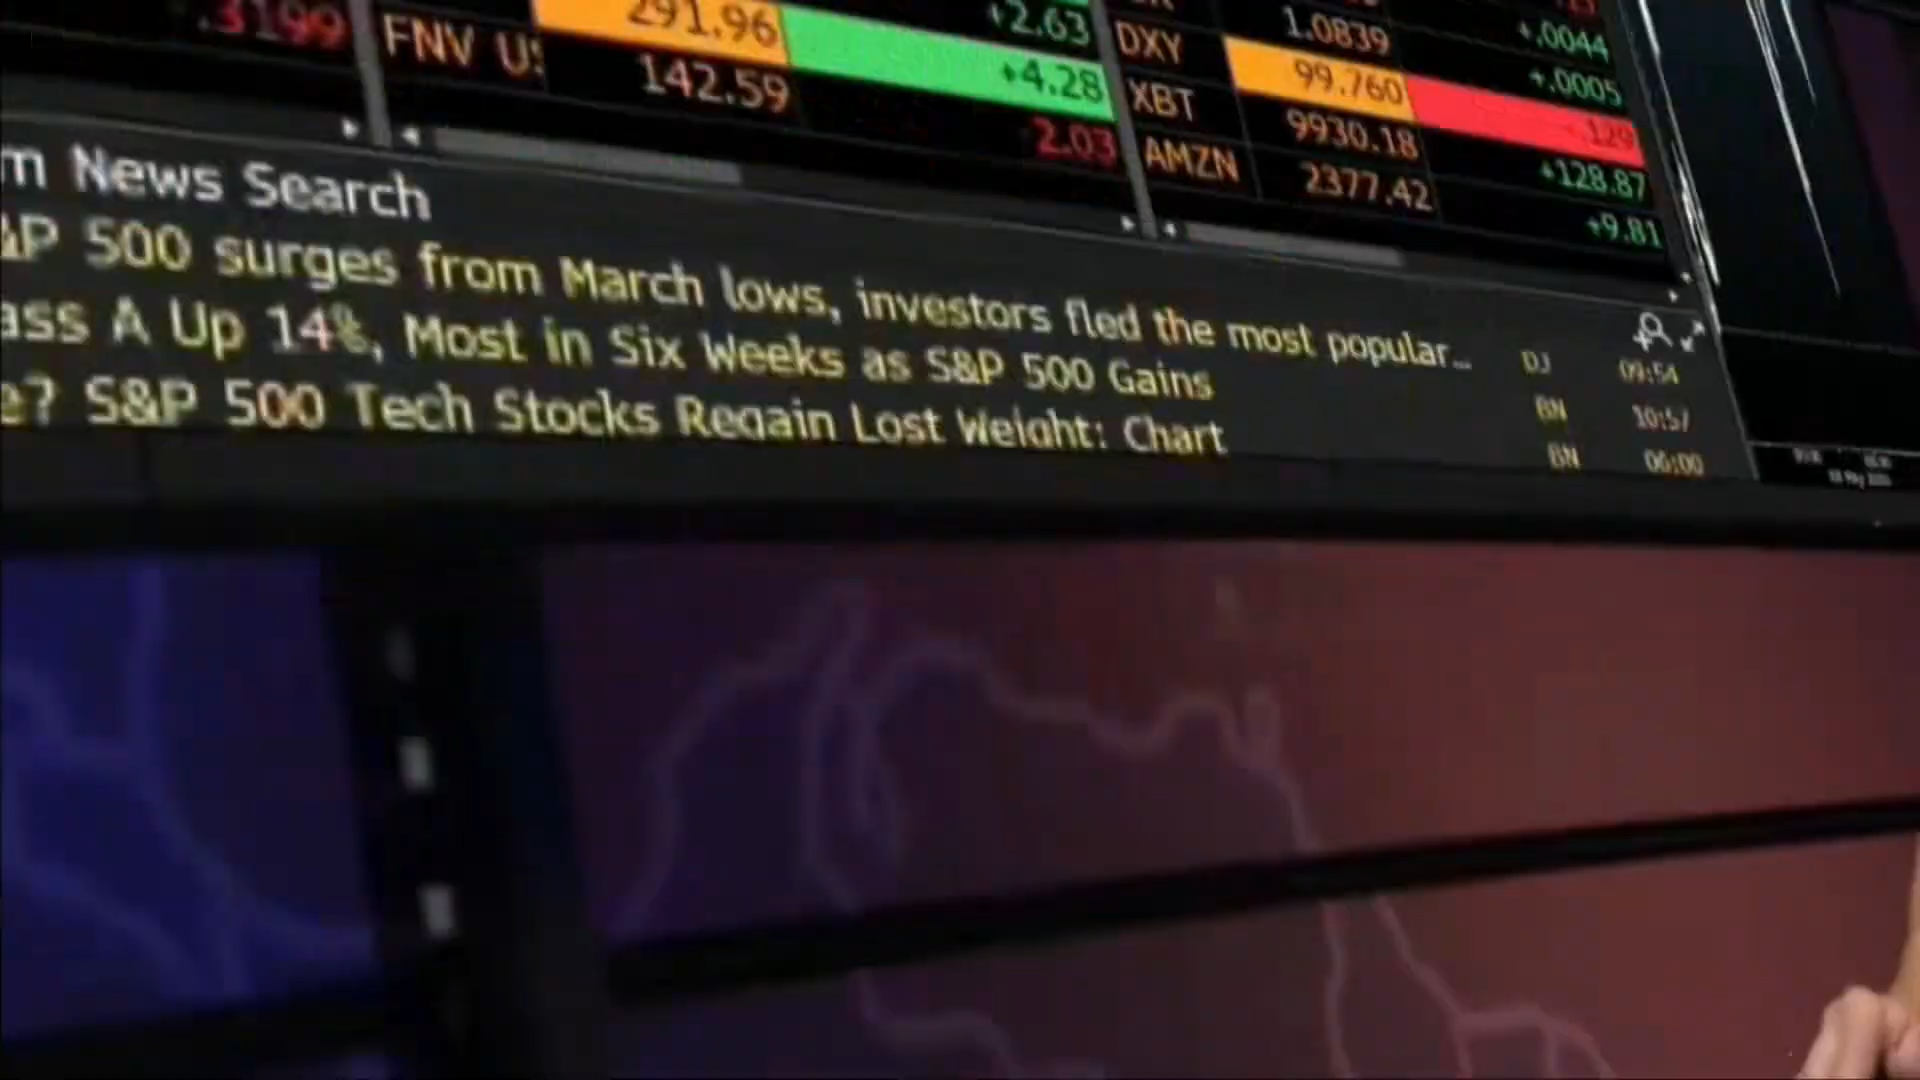 .3199
FNV US
291.96
+2.63
142.59
+4.28
2.03
DXY
1.0839
+.0044
XBT
99.760
+.0005
AMZN
9930.18
.129
2377.42
+128.87
+9.81
m News Search
&P 500 surges from March lows, investors fled the most popular... DJ 09:54
ass A Up 14%, Most in Six Weeks as S&P 500 Gains BN 10:57
e? S&P 500 Tech Stocks Regain Lost Weight: Chart BN 06:00